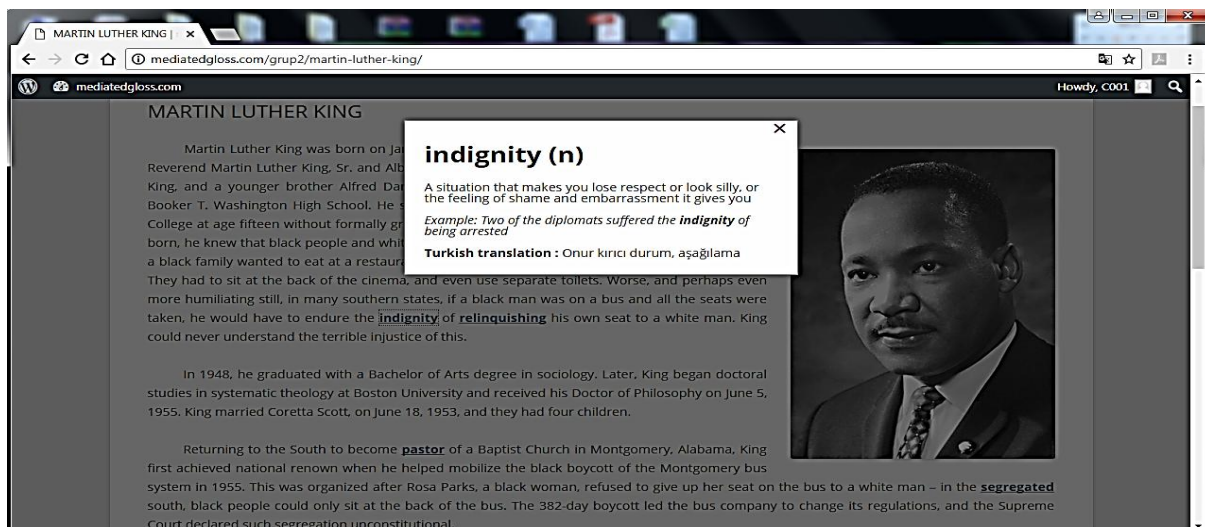 MARTIN LUTHER KING |
mediatedgloss.com/grup2/martin-luther-king/
mediatedgloss.com
Howdy, C001
MARTIN LUTHER KING
Martin Luther King was born on
Reverend Martin Luther King, Sr. and
King, and a younger brother Alfred
Booker T. Washington High School. He
College at age fifteen without formally
born, he knew that black people and
a black family wanted to eat at a
They had to sit at the back of the cinema, and even use separate toilets. Worse, and perhaps even
more humiliating still, in many southern states, if a black man was on a bus and all the seats were
taken, he would have to endure the indignity of relinquishing his own seat to a white man. King
could never understand the terrible injustice of this.
indignity (n)
A situation that makes you lose respect or look silly, or
the feeling of shame and embarrassment it gives you
Example: Two of the diplomats suffered the indignity of
being arrested
Turkish translation : Onur kırıcı durum, aşağılama
In 1948, he graduated with a Bachelor of Arts degree in sociology. Later, King began doctoral
studies in systematic theology at Boston University and received his Doctor of Philosophy on June 5,
1955. King married Coretta Scott, on June 18, 1953, and they had four children.
Returning to the South to become pastor of a Baptist Church in Montgomery, Alabama, King
first achieved national renown when he helped mobilize the black boycott of the Montgomery bus
system in 1955. This was organized after Rosa Parks, a black woman, refused to give up her seat on the bus to a white man – in the segregated
south, black people could only sit at the back of the bus. The 382-day boycott led the bus company to change its regulations, and the Supreme
Court declared such segregation unconstitutional.